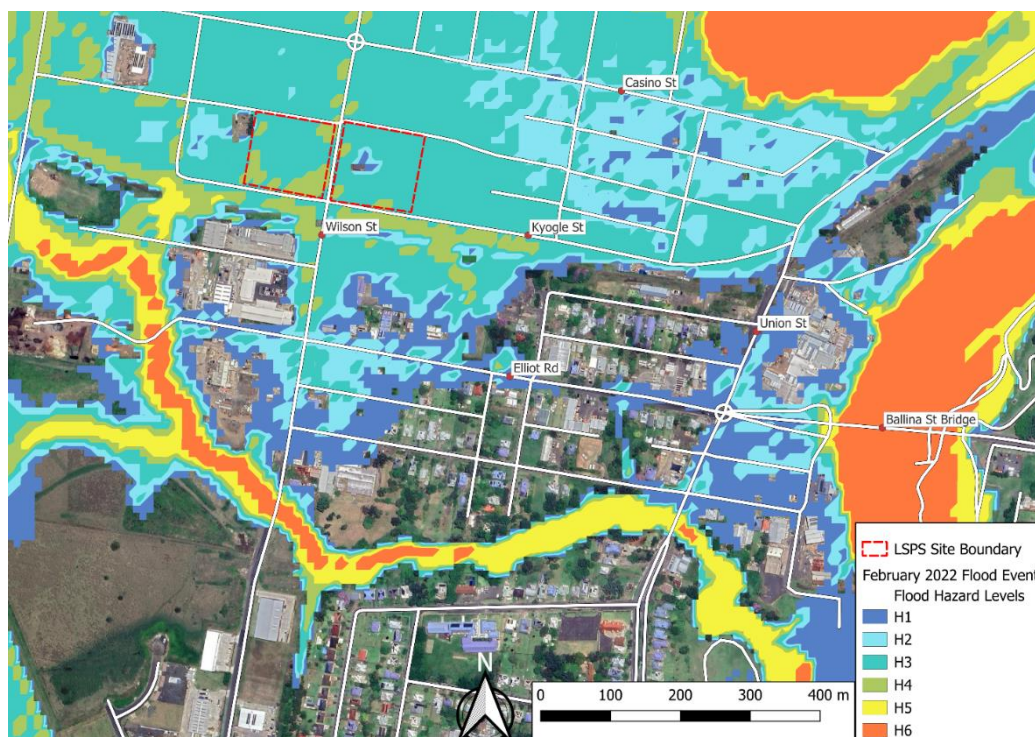 Casino St
Wilson St
Kyogle St
Union St
Elliot Rd
Ballina St Bridge
LSPS Site Boundary
February 2022 Flood Event
Flood Hazard Levels
H1
H2
H3
H4
H5
H6
N
0 100 200 300 400 m